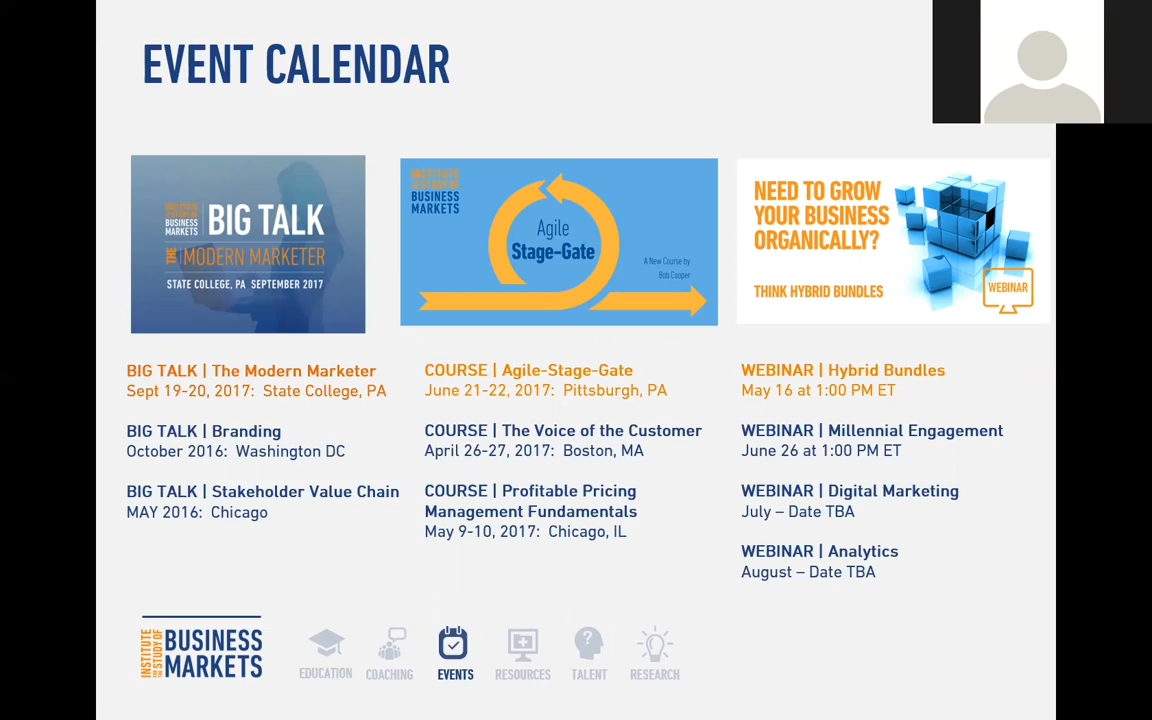 EVENT CALENDAR
INSTITUTE
FOR THE
STUDY OF
BUSINESS
MARKETS
BIG TALK
THE MODERN MARKETER
STATE COLLEGE, PA SEPTEMBER 2017
INSTITUTE
FOR THE
STUDY OF
BUSINESS
MARKETS
Agile
Stage-Gate
A New Course by
Bob Cooper
NEED TO GROW
YOUR BUSINESS
ORGANICALLY?
THINK HYBRID BUNDLES
WEBINAR
BIG TALK | The Modern Marketer
Sept 19-20, 2017: State College, PA
BIG TALK | Branding
October 2016: Washington DC
BIG TALK | Stakeholder Value Chain
MAY 2016: Chicago
COURSE | Agile-Stage-Gate
June 21-22, 2017: Pittsburgh, PA
COURSE | The Voice of the Customer
April 26-27, 2017: Boston, MA
COURSE | Profitable Pricing
Management Fundamentals
May 9-10, 2017: Chicago, IL
WEBINAR | Hybrid Bundles
May 16 at 1:00 PM ET
WEBINAR | Millennial Engagement
June 26 at 1:00 PM ET
WEBINAR | Digital Marketing
July – Date TBA
WEBINAR | Analytics
August – Date TBA
INSTITUTE
FOR THE
STUDY OF
BUSINESS
MARKETS
EDUCATION
COACHING
EVENTS
RESOURCES
TALENT
RESEARCH